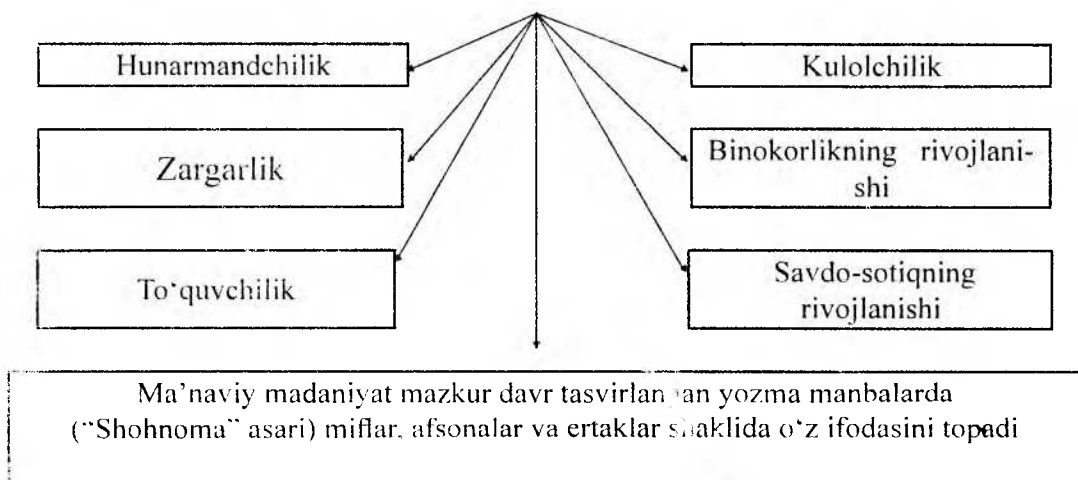 Hunarmandchilik
Kulolchilik
Zargarlik
Binokorlikning rivojlani-
shi
To‘quvchilik
Savdo-sotiqning
rivojlanishi
Ma’naviy madaniyat mazkur davr tasvirlangan yozma manbalarda
(“Shohnoma” asari) miflar, afsonalar va ertaklar shaklida o‘z ifodasini topadi